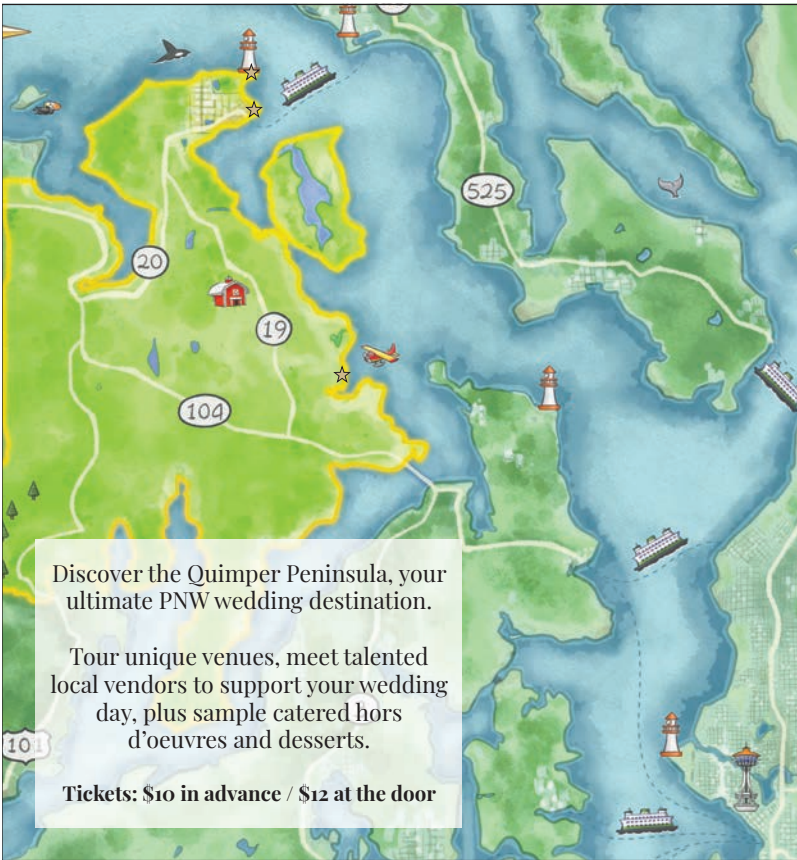 525
20
19
104
Discover the Quimper Peninsula, your
ultimate PNW wedding destination.
Tour unique venues, meet talented
local vendors to support your wedding
day, plus sample catered hors
d'oeuvres and desserts.
101
Tickets: $10 in advance / $12 at the door